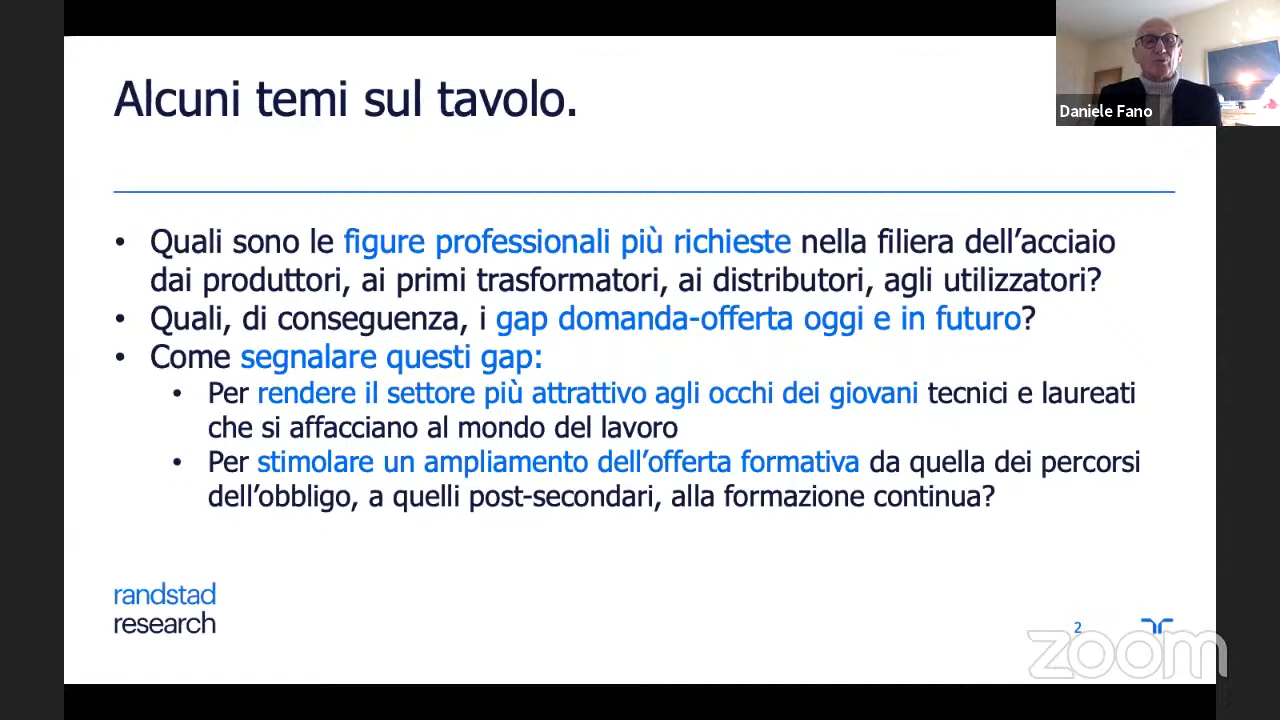 Alcuni temi sul tavolo.
Daniele Fano
• Quali sono le figure professionali più richieste nella filiera dell’acciaio
dai produttori, ai primi trasformatori, ai distributori, agli utilizzatori?
• Quali, di conseguenza, i gap domanda-offerta oggi e in futuro?
• Come segnalare questi gap:
• Per rendere il settore più attrattivo agli occhi dei giovani tecnici e laureati
che si affacciano al mondo del lavoro
• Per stimolare un ampliamento dell’offerta formativa da quella dei percorsi
dell’obbligo, a quelli post-secondari, alla formazione continua?
randstad
research
2
zoom